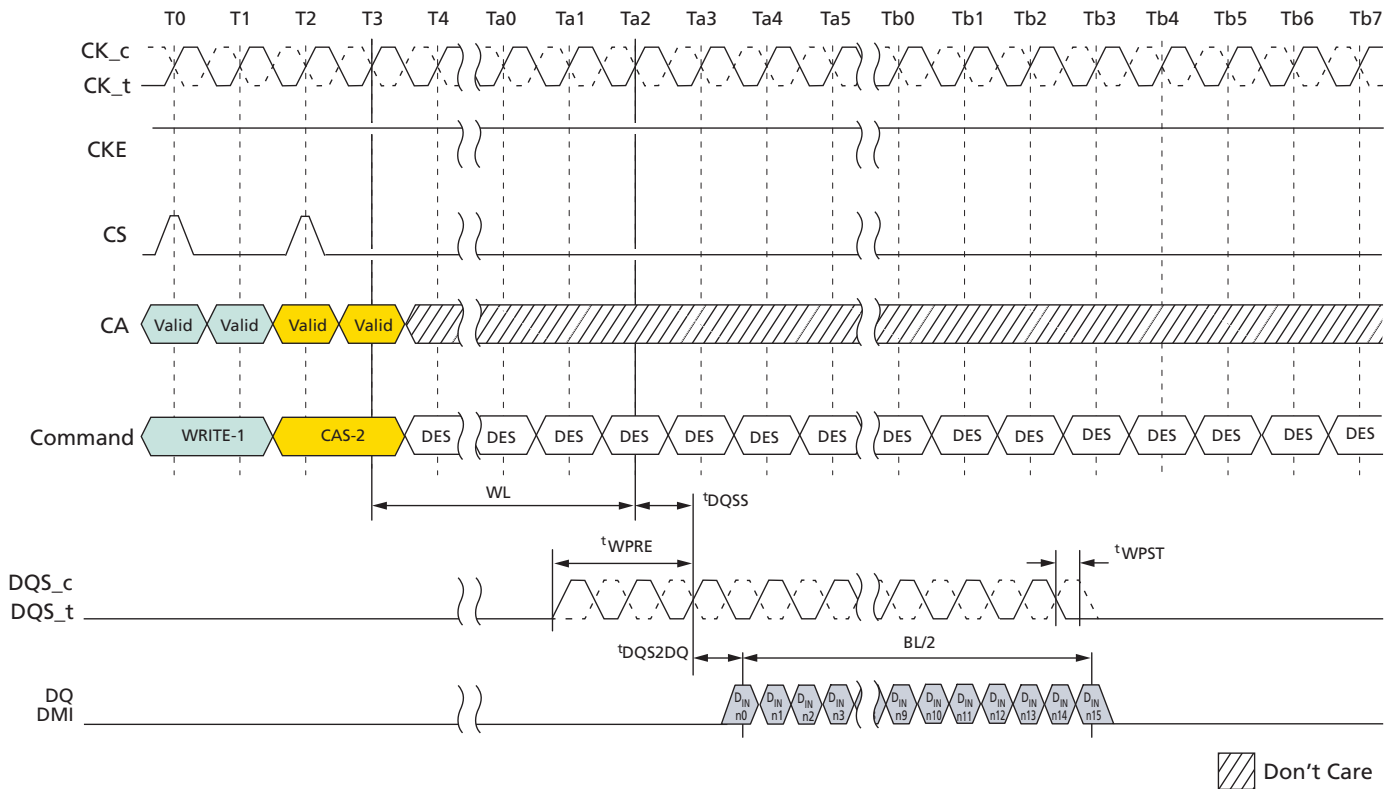 T0 T1 T2 T3 T4 Ta0 Ta1 Ta2 Ta3 Ta4 Ta5 Tb0 Tb1 Tb2 Tb3 Tb4 Tb5 Tb6 Tb7
CK_c
CK_t
CKE
CS
CA Valid Valid Valid Valid
Command WRITE-1 CAS-2 DES DES DES DES DES DES DES DES DES DES DES DES DES DES DES
WL tDQSS
tWPRE tWPST
DQS_c
DQS_t
tDQS2DQ BL/2
DQ
DMI
DIN n0 DIN n1 DIN n2 DIN n3 DIN n9 DIN n10 DIN n11 DIN n12 DIN n13 DIN n14 DIN n15
Don't Care